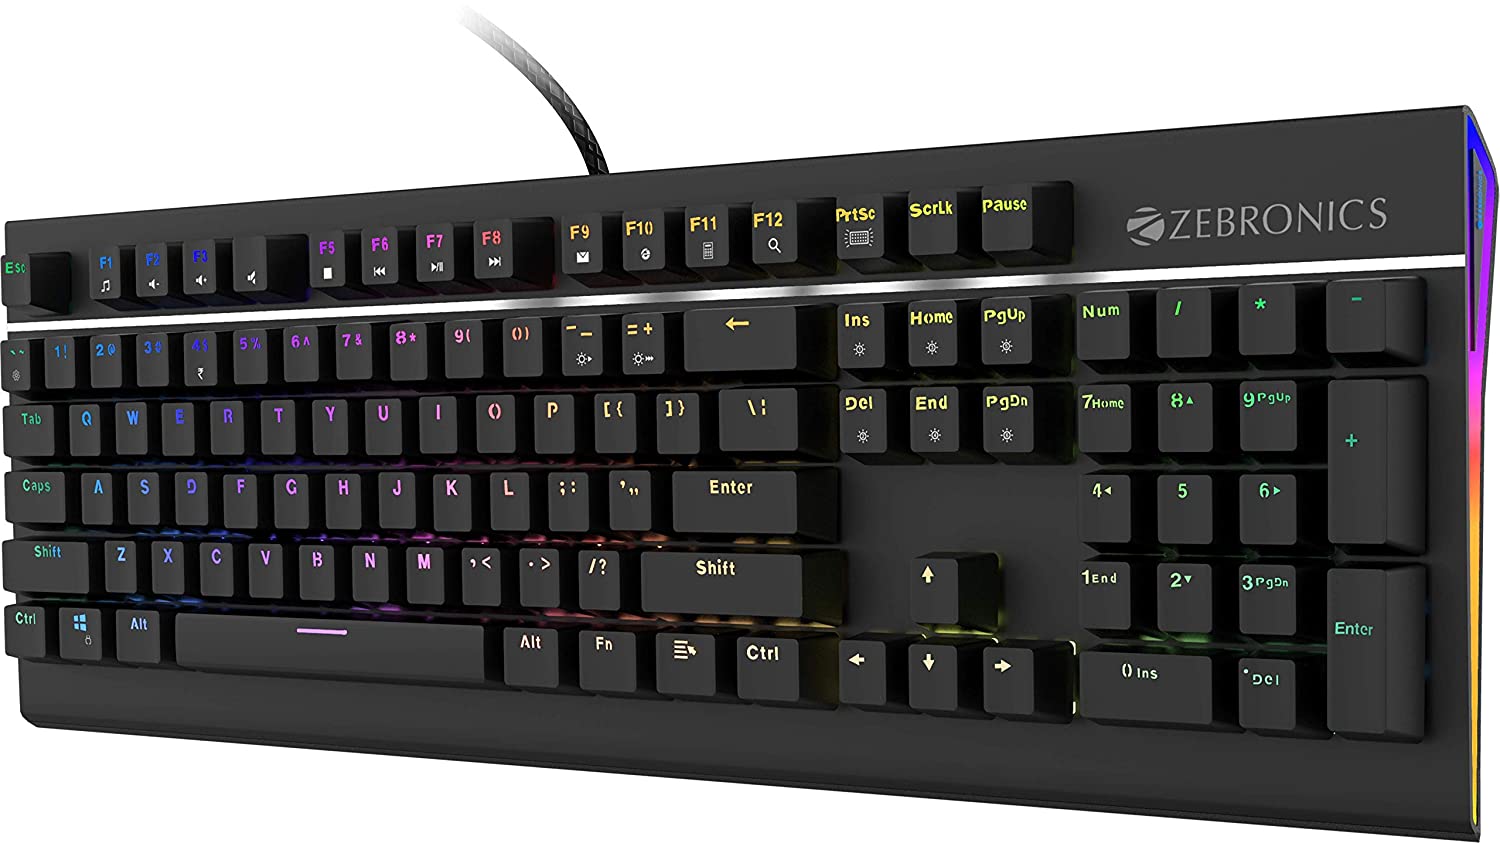 ZEBRONICS
Esc F1 F2 F3 F5 F6 F7 F8 F9 F10 F11 F12 PrtSc ScrLk Pause
` ~ 1! 2@ 3# 4$ ₹ 5% 6^ 7& 8* 9( 0) - _ = + ← Ins Home PgUp Num / * -
Tab Q W E R T Y U I O P [{ ]} \| Del End PgDn 7Home 8▲ 9PgUp +
Caps A S D F G H J K L ;: '" Enter 4◄ 5 6►
Shift Z X C V B N M ,< .> /? Shift ↑ 1End 2▼ 3PgDn Enter
Ctrl Alt Alt Fn Ctrl ← ↓ → 0Ins .Del